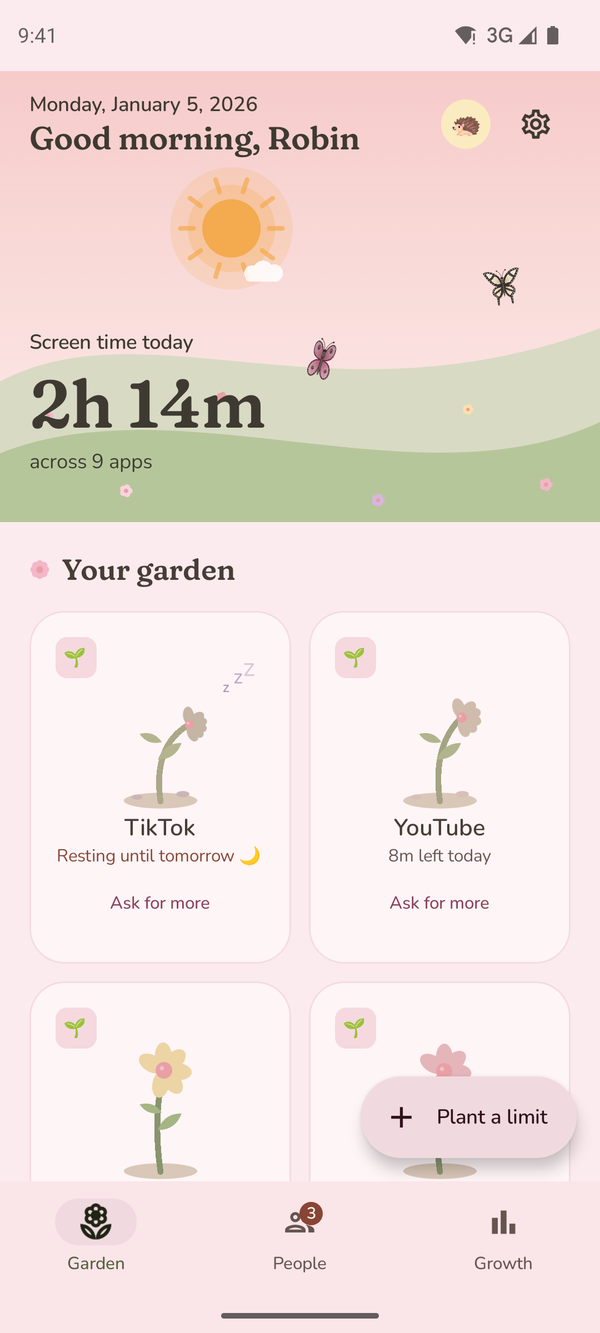 9:41
3G
Monday, January 5, 2026
Good morning, Robin
Screen time today
2h 14m
across 9 apps
Your garden
z z Z
TikTok
Resting until tomorrow 🌙
Ask for more
YouTube
8m left today
Ask for more
+ Plant a limit
Garden
3
People
Growth